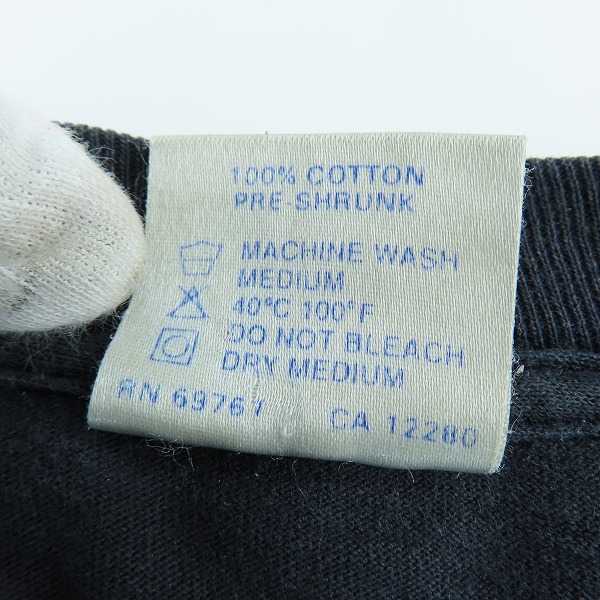 100% COTTON
PRE-SHRUNK
MACHINE WASH
MEDIUM
40°C 100°F
DO NOT BLEACH
DRY MEDIUM
RN 69761 CA 12280